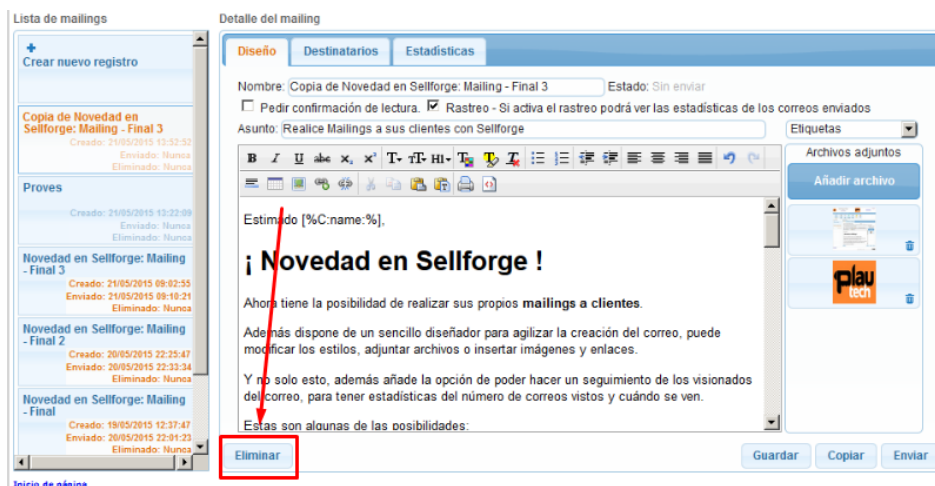 Lista de mailings
Detalle del mailing
+
Crear nuevo registro
Copia de Novedad en
Sellforge: Mailing - Final 3
Creado: 21/05/2015 13:52:52
Enviado: Nunca
Eliminado: Nunca
Proves
Creado: 21/05/2015 13:22:09
Enviado: Nunca
Eliminado: Nunca
Novedad en Sellforge: Mailing
- Final 3
Creado: 21/05/2015 09:02:55
Enviado: 21/05/2015 09:10:21
Eliminado: Nunca
Novedad en Sellforge: Mailing
- Final 2
Creado: 20/05/2015 22:25:47
Enviado: 20/05/2015 22:33:34
Eliminado: Nunca
Novedad en Sellforge: Mailing
- Final
Creado: 19/05/2015 12:37:47
Enviado: 20/05/2015 22:01:23
Eliminado: Nunca
Inicio de página
Diseño Destinatarios Estadísticas
Nombre: Copia de Novedad en Sellforge: Mailing - Final 3 Estado: Sin enviar
Pedir confirmación de lectura. Rastreo - Si activa el rastreo podrá ver las estadísticas de los correos enviados
Asunto: Realice Mailings a sus clientes con Sellforge Etiquetas
B I U abc X₂ X² T TT H1
Estimado [%C:name:%],
¡ Novedad en Sellforge !
Ahora tiene la posibilidad de realizar sus propios mailings a clientes.
Además dispone de un sencillo diseñador para agilizar la creación del correo, puede
modificar los estilos, adjuntar archivos o insertar imágenes y enlaces.
Y no solo esto, además añade la opción de poder hacer un seguimiento de los visionados
del correo, para tener estadísticas del número de correos vistos y cuándo se ven.
Estas son algunas de las posibilidades:
Archivos adjuntos
Añadir archivo
Plau
tech
Eliminar Guardar Copiar Enviar